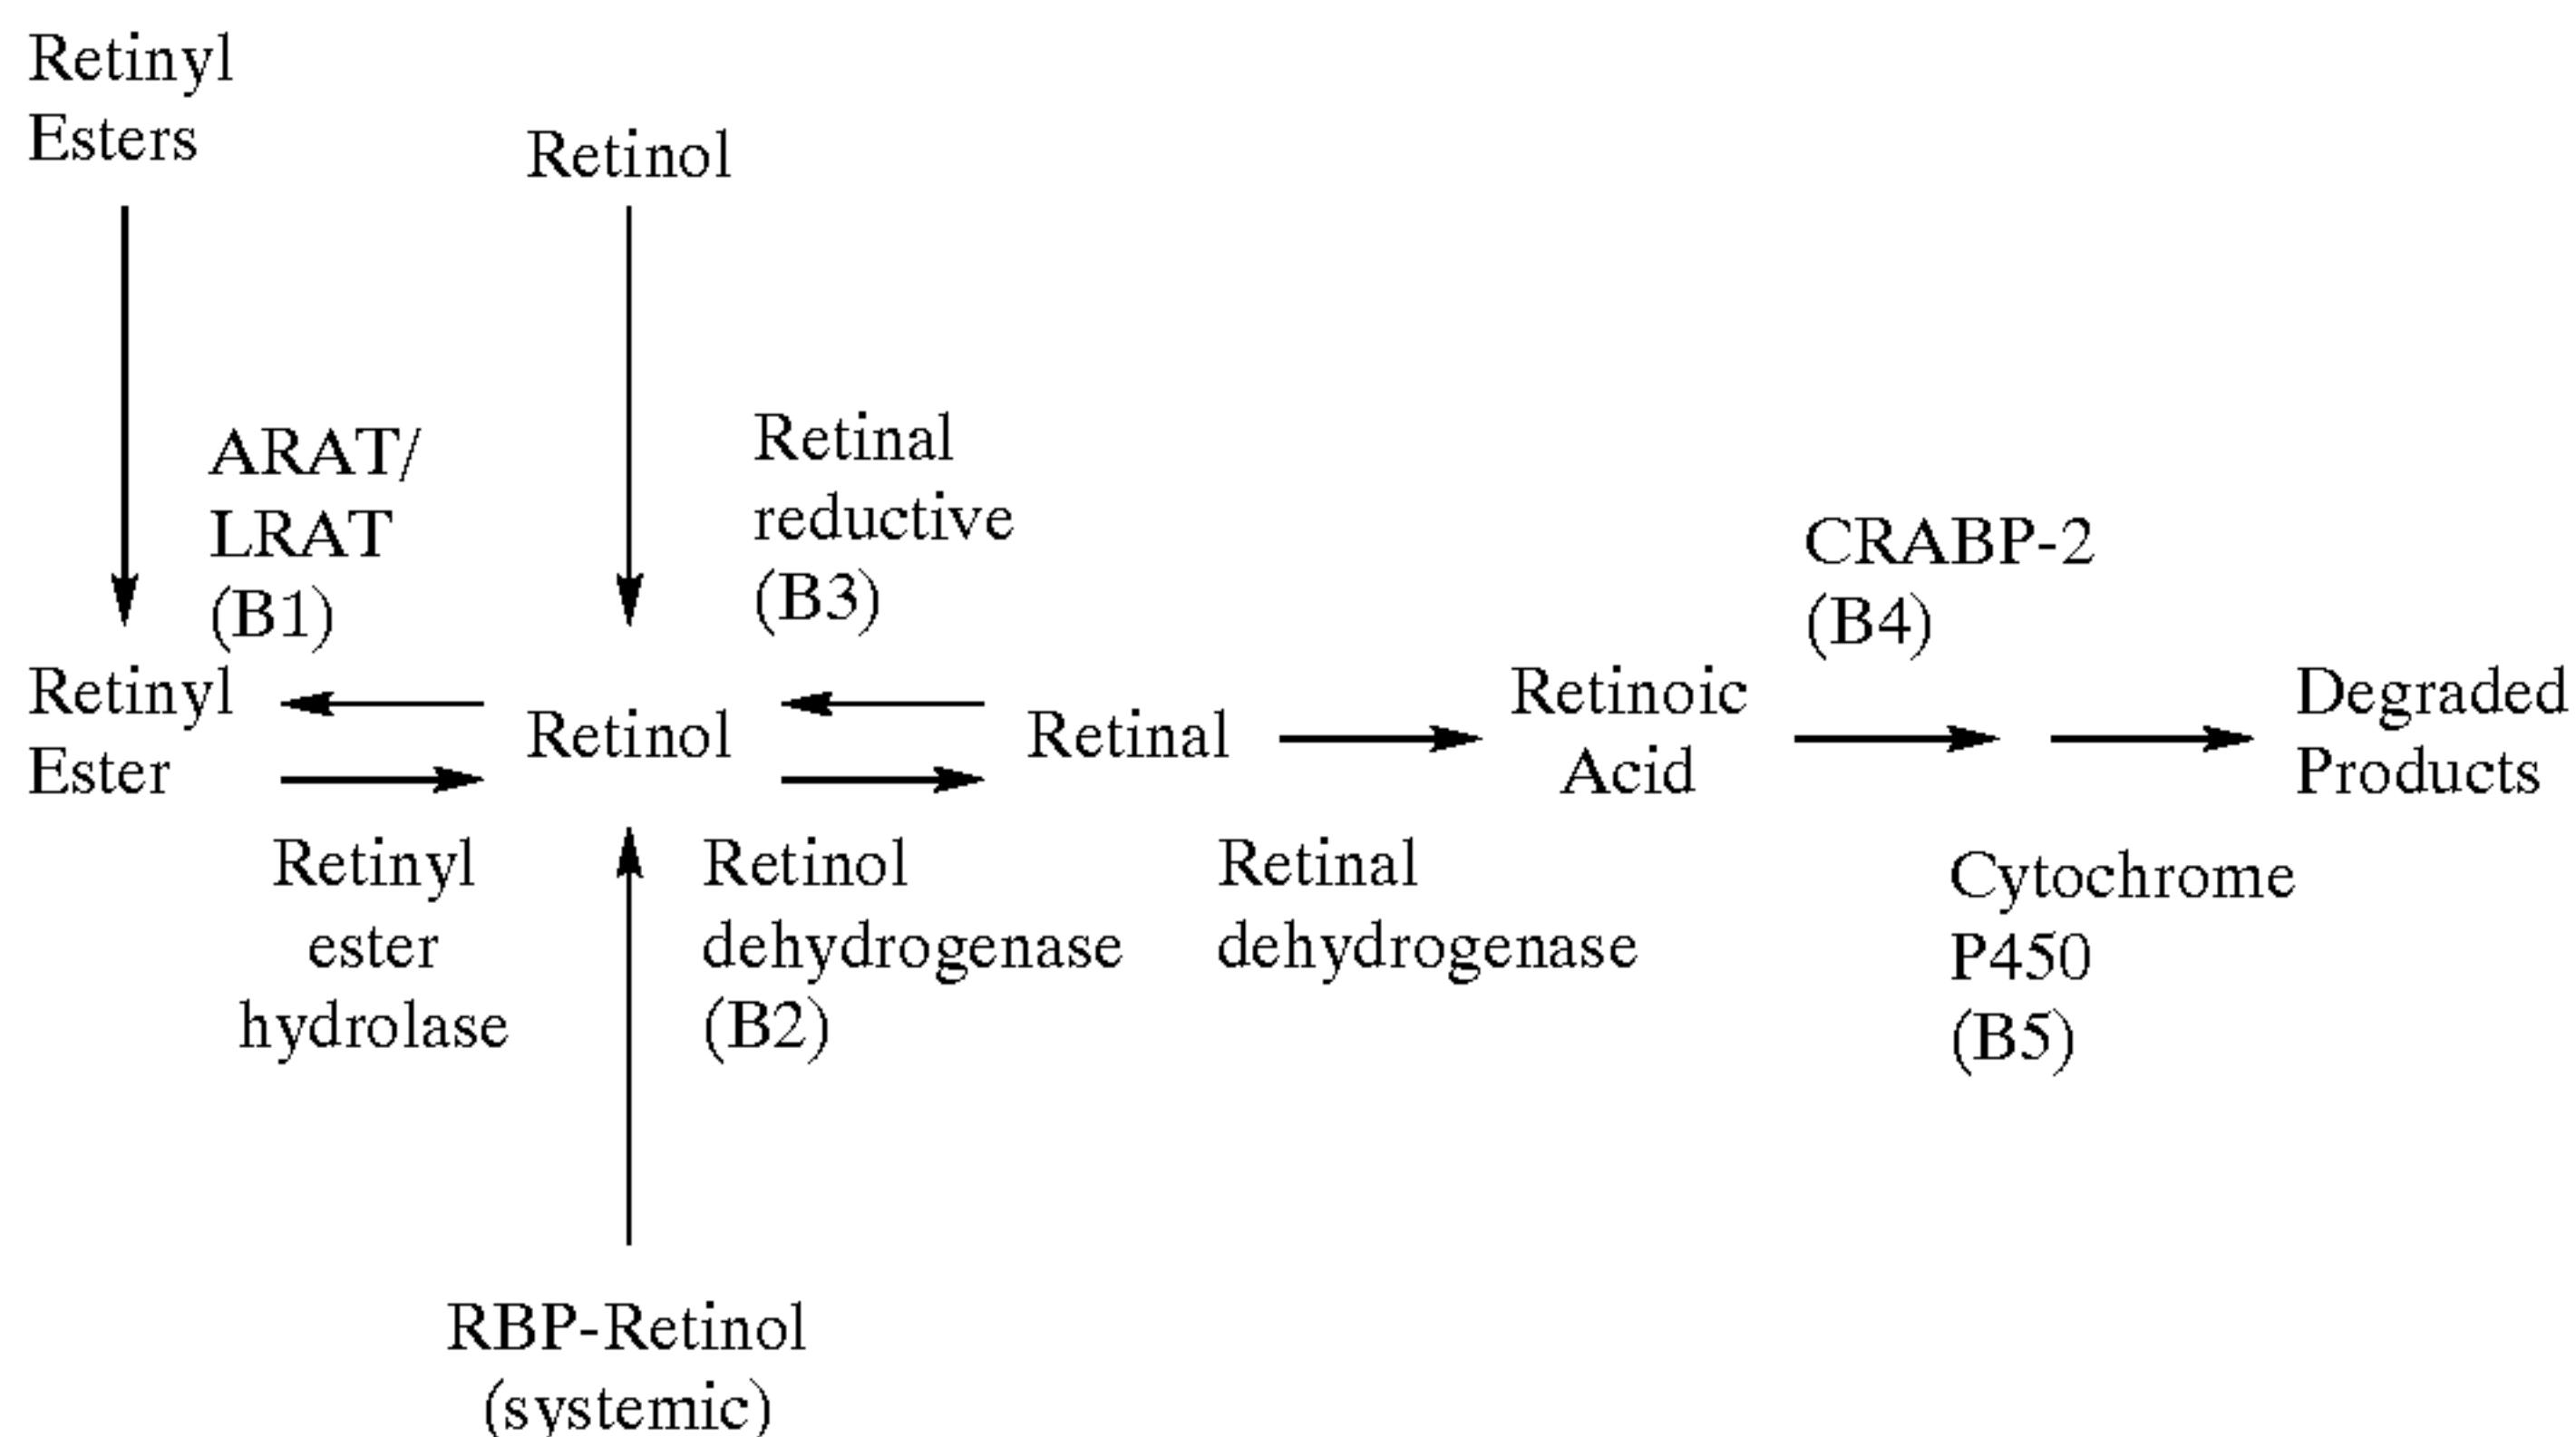 Retinyl
Esters
Retinol
ARAT/
LRAT
(B1)
Retinal
reductive
(B3)
CRABP-2
(B4)
Retinyl
Ester
Retinol
Retinal
Retinoic
Acid
Degraded
Products
Retinyl
ester
hydrolase
Retinol
dehydrogenase
(B2)
Retinal
dehydrogenase
Cytochrome
P450
(B5)
RBP-Retinol
(systemic)